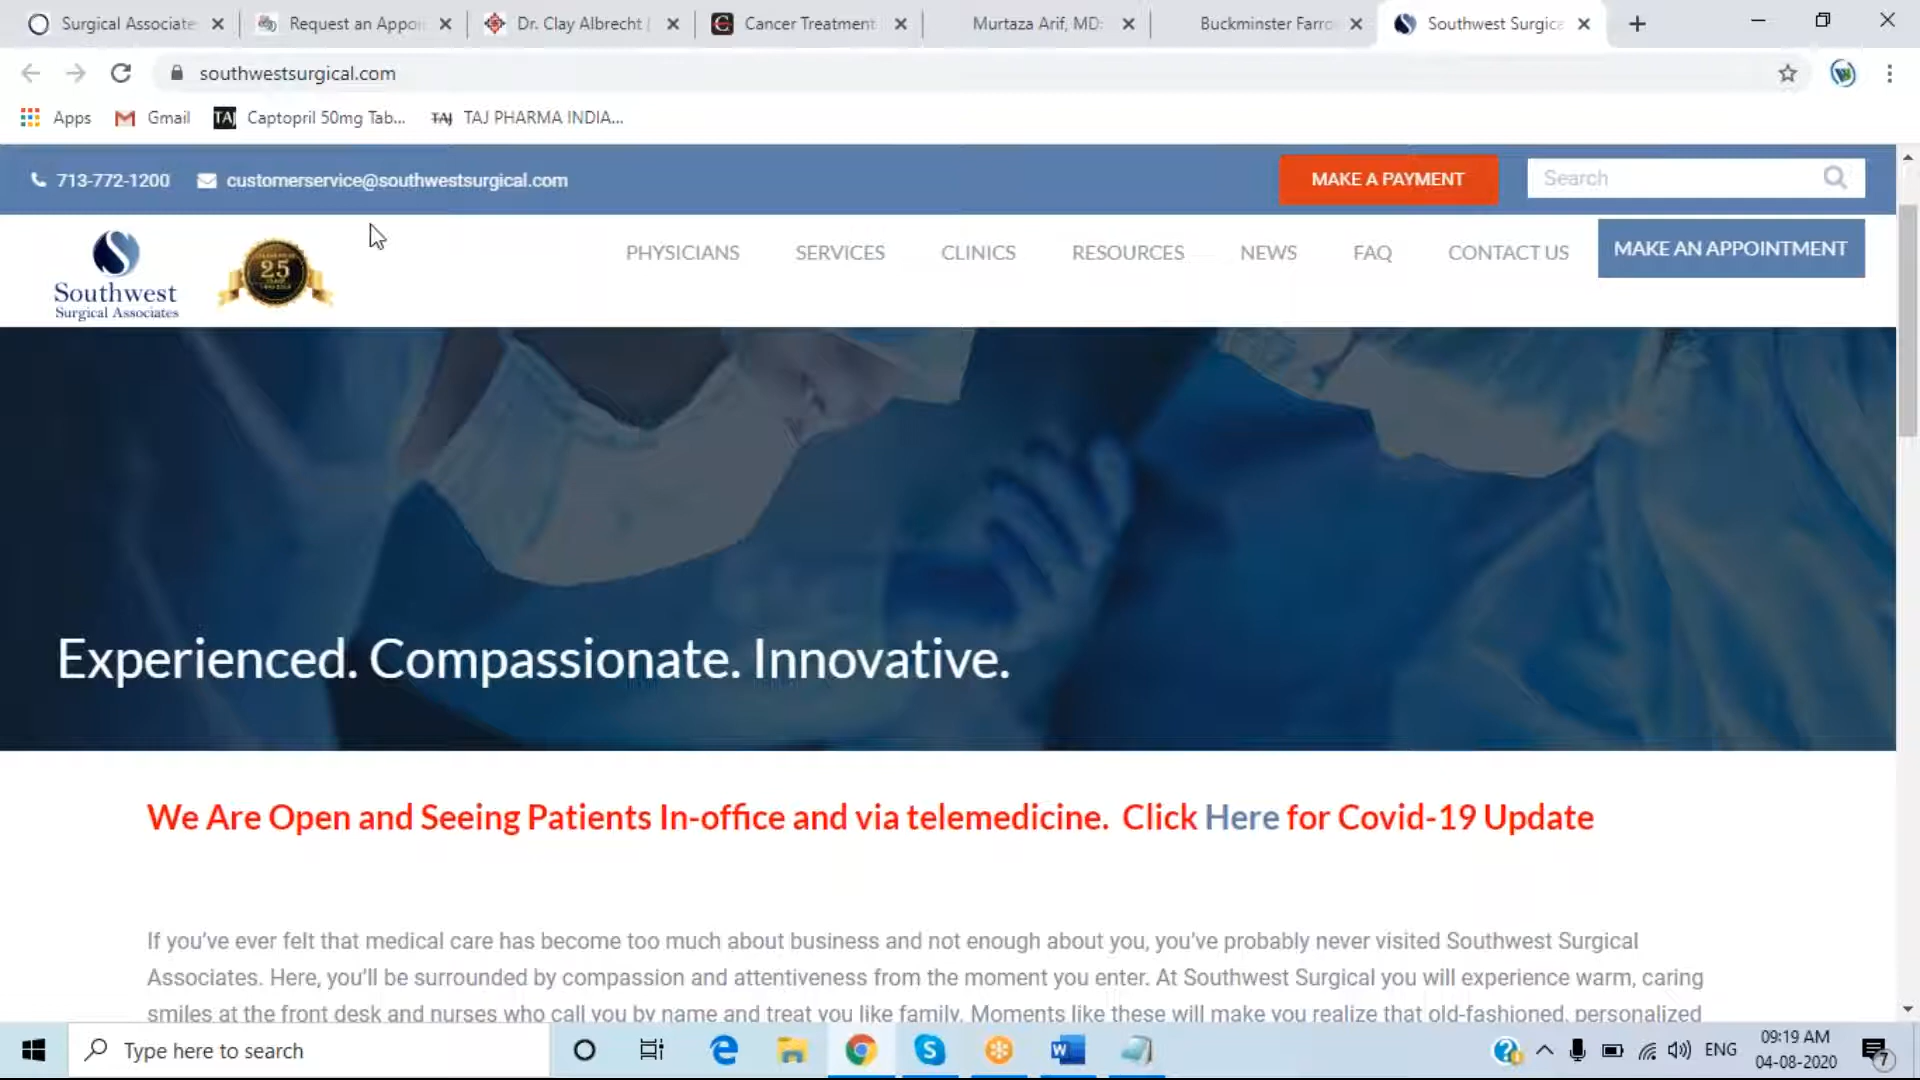 Surgical Associate
Request an Appoi
Dr. Clay Albrecht |
Cancer Treatment
Murtaza Arif, MD:
Buckminster Farro
Southwest Surgica
southwestsurgical.com
Apps
Gmail
TAJ
Captopril 50mg Tab...
TAJ
TAJ PHARMA INDIA...
713-772-1200
customerservice@southwestsurgical.com
MAKE A PAYMENT
Search
Southwest
Surgical Associates
25
PHYSICIANS
SERVICES
CLINICS
RESOURCES
NEWS
FAQ
CONTACT US
MAKE AN APPOINTMENT
Experienced. Compassionate. Innovative.
We Are Open and Seeing Patients In-office and via telemedicine. Click Here for Covid-19 Update
If you've ever felt that medical care has become too much about business and not enough about you, you've probably never visited Southwest Surgical
Associates. Here, you'll be surrounded by compassion and attentiveness from the moment you enter. At Southwest Surgical you will experience warm, caring
smiles at the front desk and nurses who call you by name and treat you like family. Moments like these will make you realize that old-fashioned, personalized
Type here to search
ENG
09:19 AM
04-08-2020
7